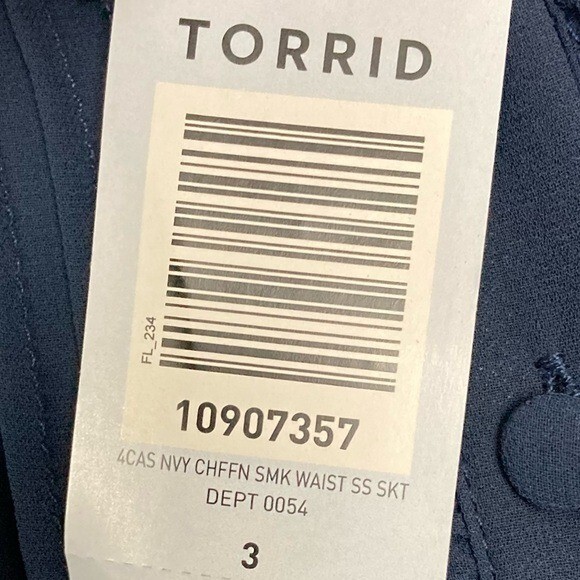 TORRID
FL_234
10907357
4CAS NVY CHFFN SMK WAIST SS SKT
DEPT 0054
3